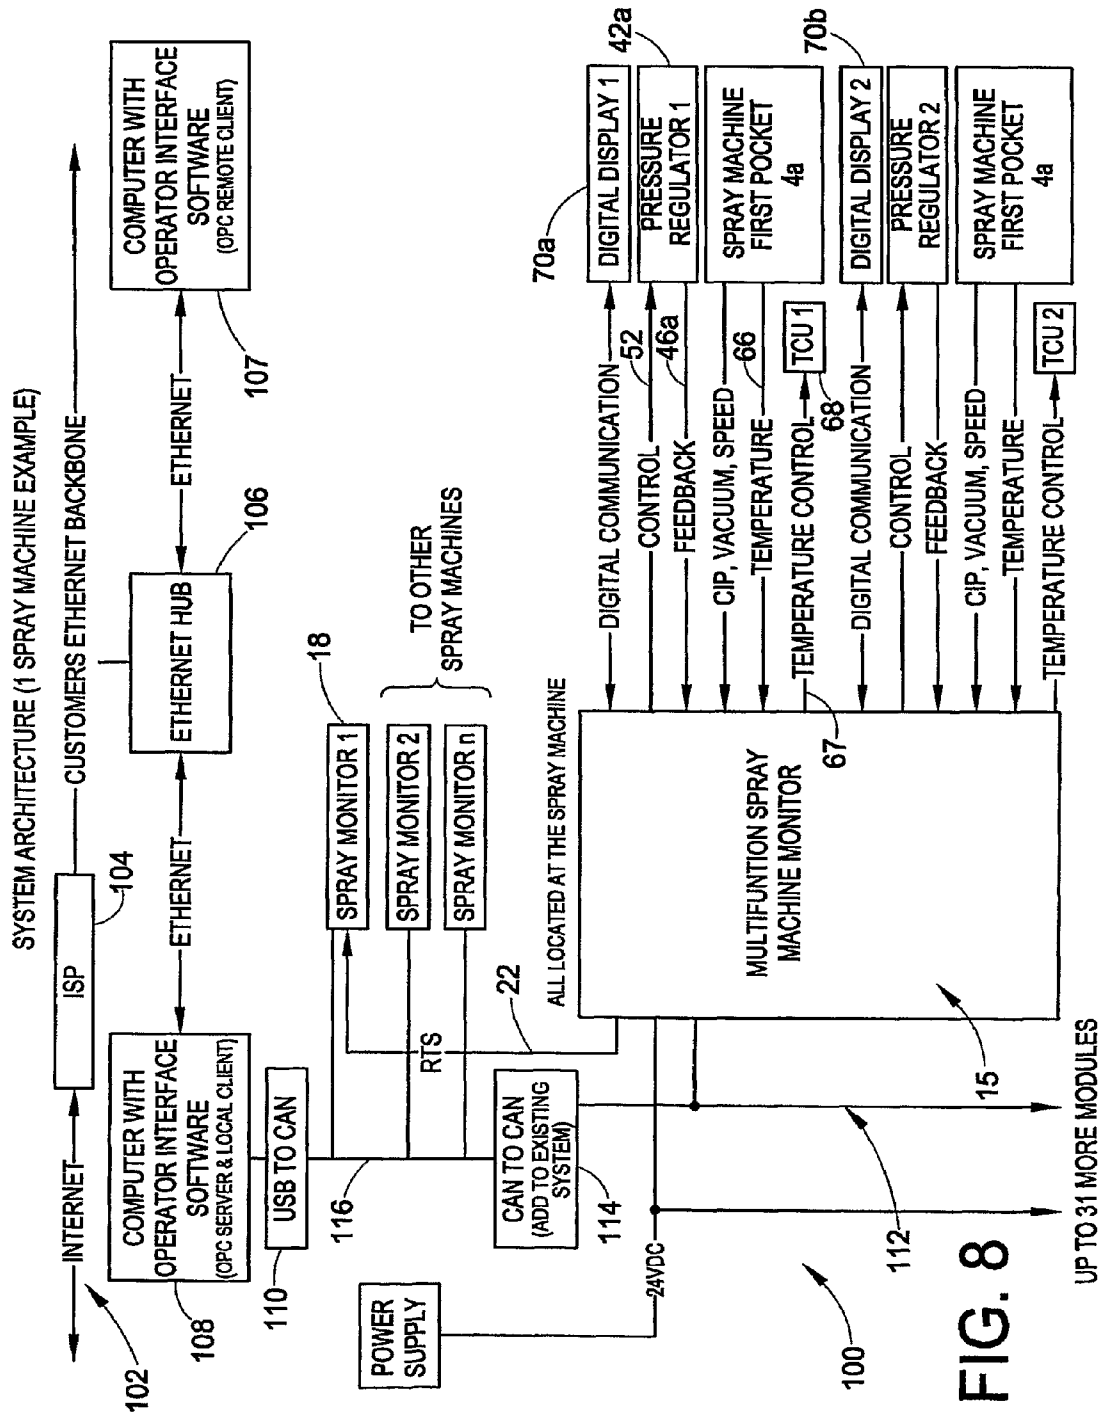 SYSTEM ARCHITECTURE (1 SPRAY MACHINE EXAMPLE)
INTERNET
ISP
104
CUSTOMERS ETHERNET BACKBONE
102
COMPUTER WITH
OPERATOR INTERFACE
SOFTWARE
(OPC SERVER & LOCAL CLIENT)
108
ETHERNET
ETHERNET HUB
106
ETHERNET
COMPUTER WITH
OPERATOR INTERFACE
SOFTWARE
(OPC REMOTE CLIENT)
107
USB TO CAN
110
116
SPRAY MONITOR 1
18
SPRAY MONITOR 2
SPRAY MONITOR n
TO OTHER
SPRAY MACHINES
RTS
22
CAN TO CAN
(ADD TO EXISTING
SYSTEM)
114
POWER
SUPPLY
24VDC
ALL LOCATED AT THE SPRAY MACHINE
MULTIFUNTION SPRAY
MACHINE MONITOR
15
67
DIGITAL COMMUNICATION
70a
DIGITAL DISPLAY 1
CONTROL
52
PRESSURE
REGULATOR 1
42a
FEEDBACK
46a
CIP, VACUUM, SPEED
SPRAY MACHINE
FIRST POCKET
4a
TEMPERATURE
66
TEMPERATURE CONTROL
TCU 1
68
DIGITAL COMMUNICATION
DIGITAL DISPLAY 2
70b
CONTROL
PRESSURE
REGULATOR 2
FEEDBACK
CIP, VACUUM, SPEED
SPRAY MACHINE
FIRST POCKET
4a
TEMPERATURE
TEMPERATURE CONTROL
TCU 2
112
UP TO 31 MORE MODULES
100
FIG. 8